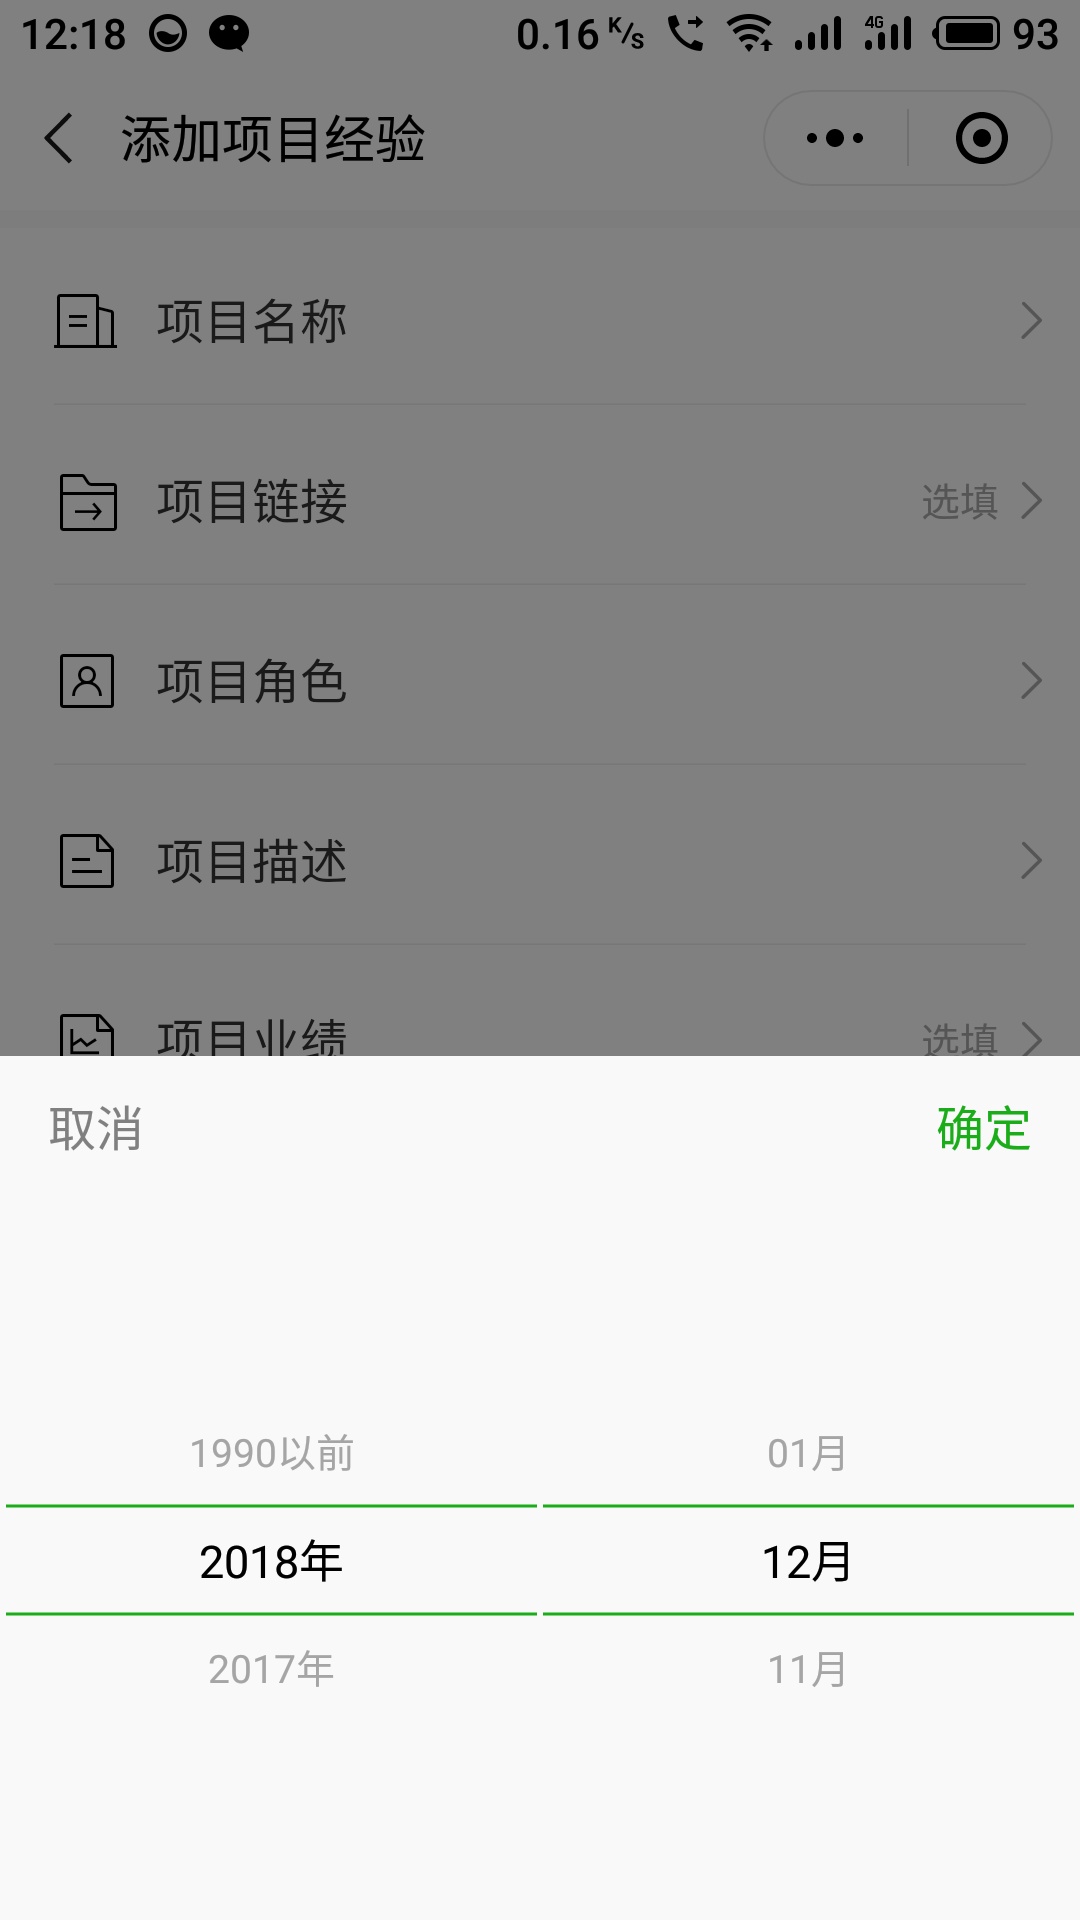 12:18 0.16 K/s 4G 93
添加项目经验
项目名称
项目链接 选填
项目角色
项目描述
项目业绩 选填
取消 确定
1990以前 01月
2018年 12月
2017年 11月